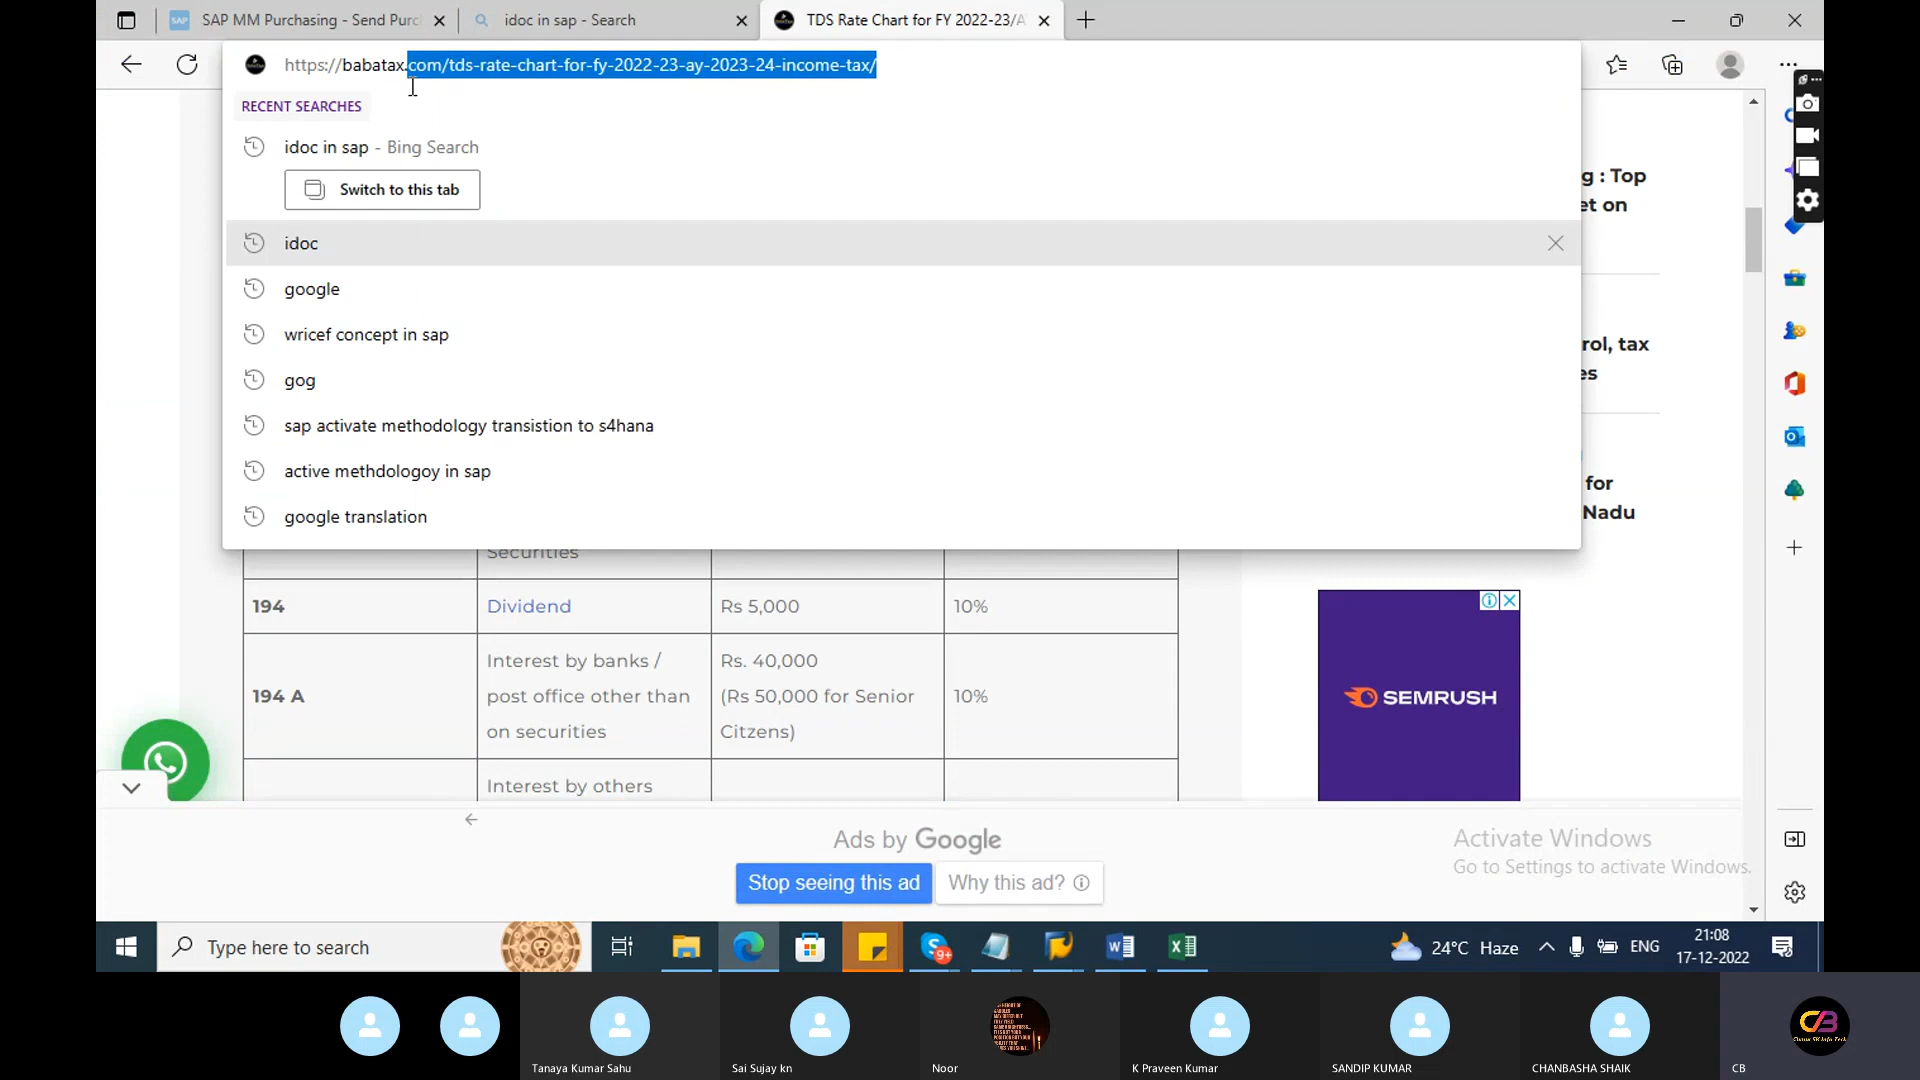 SAP MM Purchasing - Send Purc
idoc in sap - Search
TDS Rate Chart for FY 2022-23/A
https://babatax.com/tds-rate-chart-for-fy-2022-23-ay-2023-24-income-tax/
RECENT SEARCHES
idoc in sap - Bing Search
Switch to this tab
idoc
google
wricef concept in sap
gog
sap activate methodology transistion to s4hana
active methdologoy in sap
google translation
g : Top
et on
rol, tax
es
for
Nadu
Securities
194
Dividend
Rs 5,000
10%
194 A
Interest by banks /
post office other than
on securities
Rs. 40,000
(Rs 50,000 for Senior
Citzens)
10%
Interest by others
SEMRUSH
Ads by Google
Stop seeing this ad
Why this ad?
Activate Windows
Go to Settings to activate Windows.
Type here to search
9+
24°C Haze
ENG
21:08
17-12-2022
Tanaya Kumar Sahu
Sai Sujay kn
Noor
K Praveen Kumar
SANDIP KUMAR
CHANBASHA SHAIK
CB